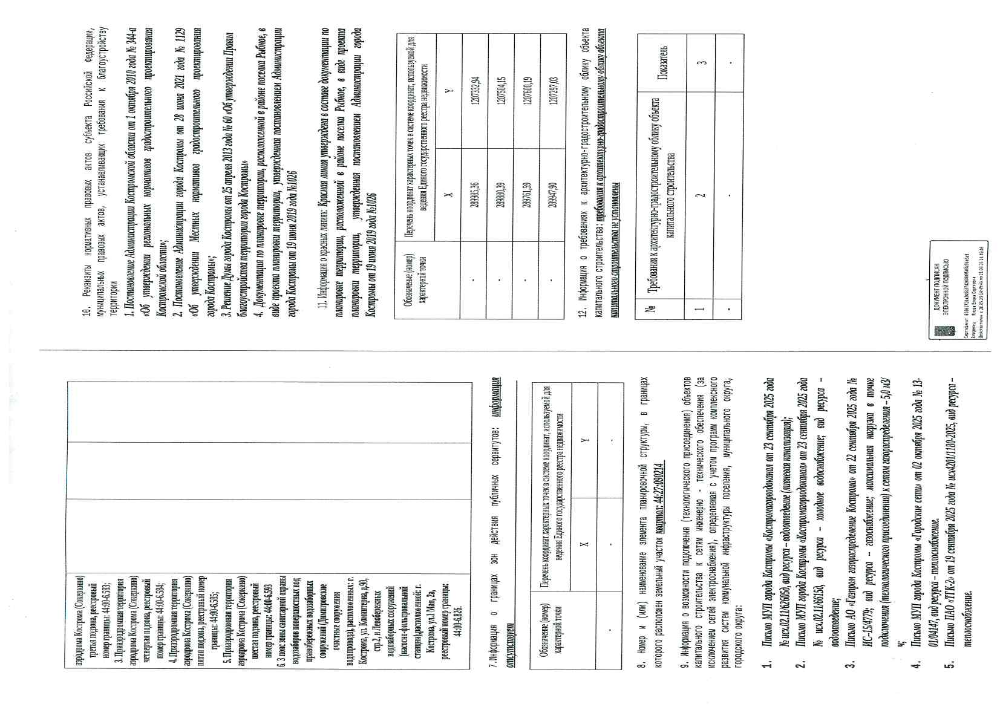 аэродрома Кострома (Сокеркино)
третья подзона, реестровый
номер границы: 44:00-6.583;
3. Приаэродромная территория
аэродрома Кострома (Сокеркино)
четвертая подзона, реестровый
номер границы: 44:00-6.584;
4. Приаэродромная территория
аэродрома Кострома (Сокеркино)
пятая подзона, реестровый номер
границы: 44:00-6.585;
5. Приаэродромная территория
аэродрома Кострома (Сокеркино)
шестая подзона, реестровый
номер границы: 44:00-6.593
6. 3 пояс зоны санитарной охраны
водозаборов поверхностных вод
правобережных водозаборных
сооружений (Димитровские
очистные сооружения
водопровода), расположенных: г.
Кострома, ул. Коминтерна, д.90,
стр.2, и Левобережных
водозаборных сооружений
(насосно-фильтровальной
станции),расположенной: г.
Кострома, ул.1 Мая, 2а,
реестровый номер границы:
44:00-6.826.
7.Информация о границах зон действия публичных сервитутов: информация
отсутствует
Обозначение (номер)
характерной точки
Перечень координат характерных точек в системе координат, используемой для
ведения Единого государственного реестра недвижимости
X Y
- - -
8. Номер и (или) наименование элемента планировочной структуры, в границах
которого расположен земельный участок квартал: 44:27:090214
9. Информация о возможности подключения (технологического присоединения) объектов
капитального строительства к сетям инженерно - технического обеспечения (за
исключением сетей электроснабжения), определяемая с учетом программ комплексного
развития систем коммунальной инфраструктуры поселения, муниципального округа,
городского округа:
1. Письмо МУП города Костромы «Костромагорводоканал от 23 сентября 2025 года
№ исх.02.11/62605д, вид ресурса – водоотведение (ливневая канализация);
2. Письмо МУП города Костромы «Костромагорводоканал» от 23 сентября 2025 года
№ исх.02.11/6615д, вид ресурса – холодное водоснабжение; вид ресурса –
водоотведение;
3. Письмо АО «Газпром газораспределение Кострома» от 22 сентября 2025 года №
ИС–15/4779; вид ресурса – газоснабжение; максимальная нагрузка в точке
подключения (технологического присоединения) к сетям газораспределения – 5,0 м3/
ч;
4. Письмо МУП города Костромы «Городские сети» от 02 октября 2025 года № 13-
01/04147, вид ресурса – теплоснабжение.
5. Письмо ПАО «ТГК-2» от 19 сентября 2025 года № исх4201/1180-2025, вид ресурса –
теплоснабжение.
10. Реквизиты нормативных правовых актов субъекта Российской Федерации,
муниципальных правовых актов, устанавливающих требования к благоустройству
территории
1. Постановление Администрации Костромской области от 1 октября 2010 года № 344-а
«Об утверждении региональных нормативов градостроительного проектирования
Костромской области»;
2. Постановление Администрации города Костромы от 28 июня 2021 года № 1129
«Об утверждении Местных нормативов градостроительного проектирования
города Костромы»;
3. Решение Думы города Костромы от 25 апреля 2013 года № 60 «Об утверждении Правил
благоустройства территории города Костромы»
4. Документация по планировке территории, расположенной в районе поселка Рыбное, в
виде проекта планировки территории, утвержденная постановлением Администрации
города Костромы от 19 июня 2019 года №1026
11. Информация о красных линиях: Красная линия утверждена в составе документации по
планировке территории, расположенной в районе поселка Рыбное, в виде проекта
планировки территории, утвержденная постановлением Администрации города
Костромы от 19 июня 2019 года №1026
Обозначение (номер)
характерной точки
Перечень координат характерных точек в системе координат, используемой для
ведения Единого государственного реестра недвижимости
X Y
- 289985,36 1207332,94
- 289880,39 1207504,15
- 289761,59 1207600,19
- 289947,90 1207297,03
12. Информация о требованиях к архитектурно-градостроительному облику объекта
капитального строительства: требования к архитектурно-градостроительному облику объекта
капитального строительства не установлены
№
Требования к архитектурно-градостроительному облику объекта
капитального строительства
Показатель
1 2 3
- - -
ДОКУМЕНТ ПОДПИСАН
ЭЛЕКТРОННОЙ ПОДПИСЬЮ
Сертификат
Владелец Янова Елена Сергеевна
Действителен с 28.05.25 14:49:46 по 21.08.26 14:49:46